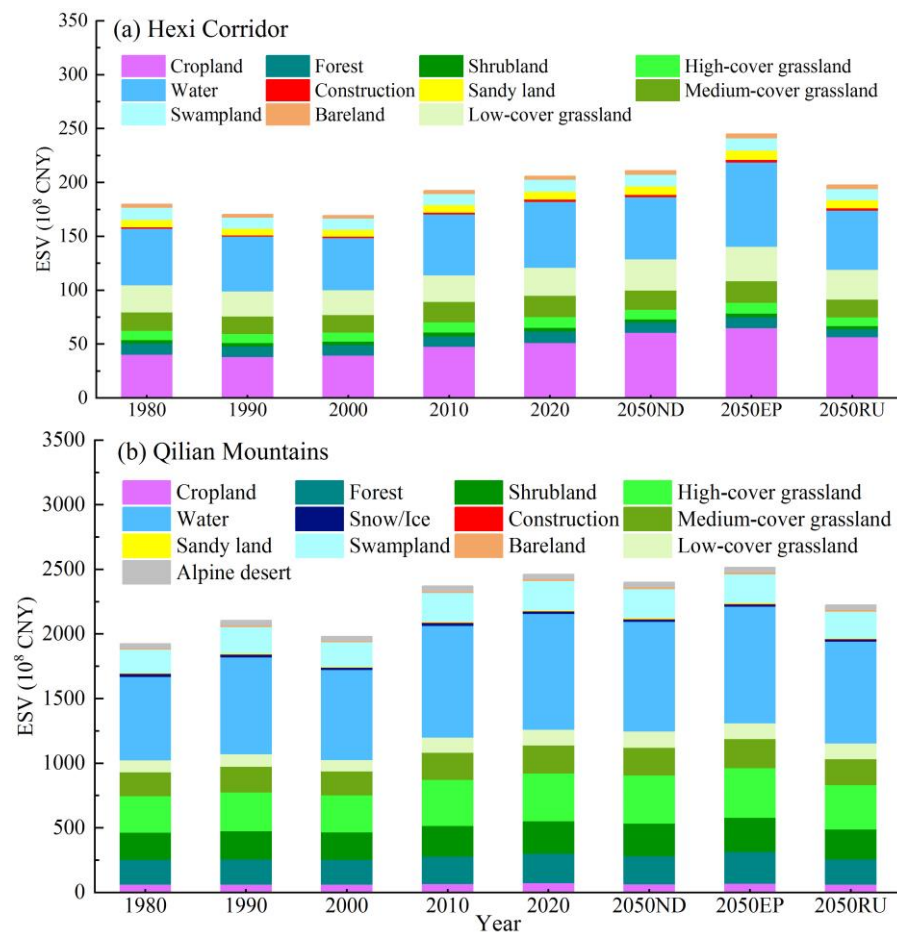 (a) Hexi Corridor
Cropland Forest Shrubland High-cover grassland
Water Construction Sandy land Medium-cover grassland
Swampland Bareland Low-cover grassland
350
300
250
200
150
100
50
0
ESV (10⁸ CNY)
1980 1990 2000 2010 2020 2050ND 2050EP 2050RU
(b) Qilian Mountains
Cropland Forest Shrubland High-cover grassland
Water Snow/Ice Construction Medium-cover grassland
Sandy land Swampland Bareland Low-cover grassland
Alpine desert
3500
3000
2500
2000
1500
1000
500
0
ESV (10⁸ CNY)
1980 1990 2000 2010 2020 2050ND 2050EP 2050RU
Year